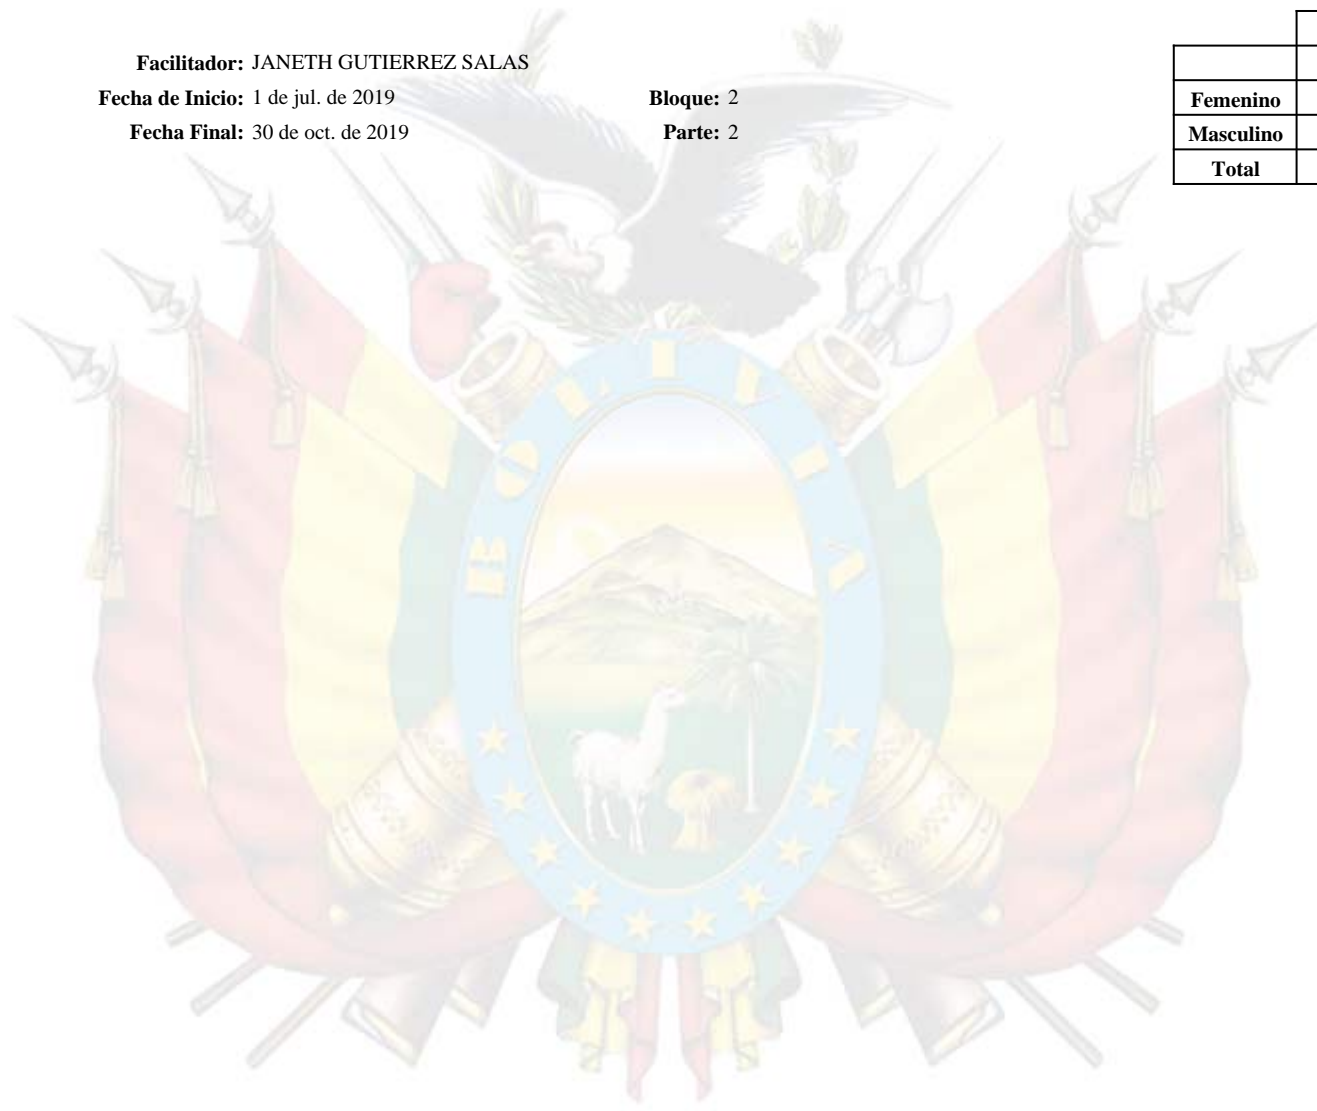 Facilitador: JANETH GUTIERREZ SALAS
Fecha de Inicio: 1 de jul. de 2019 Bloque: 2
Fecha Final: 30 de oct. de 2019 Parte: 2
Femenino
Masculino
Total
BOLIVIA